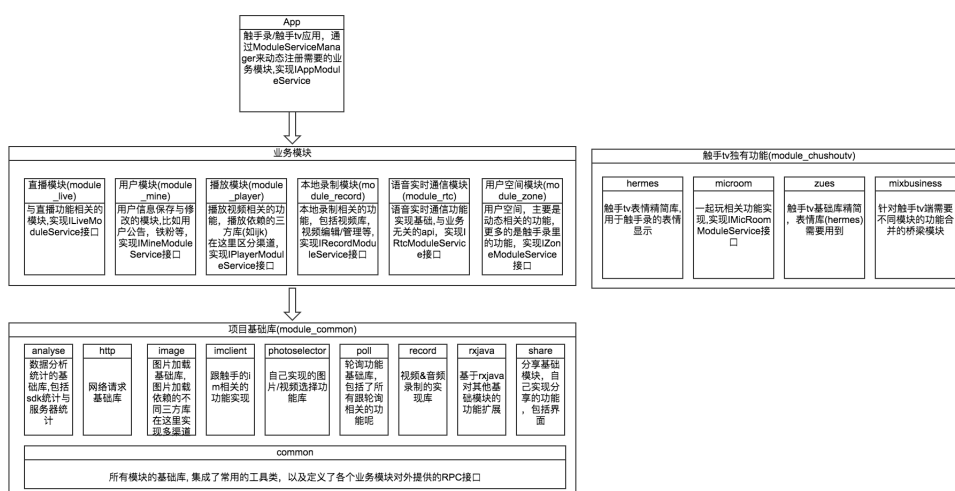 App
触手录/触手tv应用，通
过ModuleServiceMana
ger来动态注册需要的业
务模块,实现IAppModul
eService
业务模块
直播模块(module
_live)
与直播功能相关的
模块,实现ILiveMo
duleService接口
用户模块(module
_mine)
用户信息保存与修
改的模块,比如用
户公告，铁粉等,
实现IMineModule
Service接口
播放模块(module
_player)
播放视频相关的功
能，播放依赖的三
方库(如ijk)
在这里区分渠道,
实现IPlayerModul
eService接口
本地录制模块(mo
dule_record)
本地录制相关的功
能，包括视频库,
视频编辑/管理等,
实现IRecordModu
leService接口
语音实时通信模块
(module_rtc)
语音实时通信功能
实现基础,与业务
无关的api，实现I
RtcModuleServic
e接口
用户空间模块(mo
dule_zone)
用户空间，主要是
动态相关的功能,
更多的是触手录里
的功能，实现IZon
eModuleService
接口
触手tv独有功能(module_chushoutv)
hermes
触手tv表情精简库,
用于触手录的表情
显示
microom
一起玩相关功能实
现,实现IMicRoom
ModuleService接
口
zues
触手tv基础库精简
，表情库(hermes)
需要用到
mixbusiness
针对触手tv端需要
不同模块的功能合
并的桥梁模块
项目基础库(module_common)
analyse
数据分析
统计的基
础库,包括
sdk统计与
服务器统
计
http
网络请求
基础库
image
图片加载
基础库,
图片加载
依赖的不
同三方库
在这里实
现多渠道
imclient
跟触手的i
m相关的
功能实现
photoselector
自己实现的图
片/视频选择功
能库
poll
轮询功能
基础库，
包括了所
有跟轮询
相关的功
能呢
record
视频&音频
录制的实
现库
rxjava
基于rxjava
对其他基
础模块的
功能扩展
share
分享基础
模块，自
己实现分
享的功能
，包括界
面
common
所有模块的基础库, 集成了常用的工具类，以及定义了各个业务模块对外提供的RPC接口